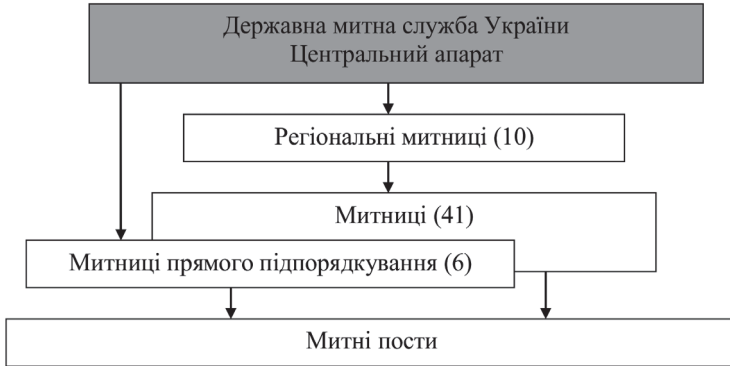 Державна митна служба України
Центральний апарат
Регіональні митниці (10)
Митниці (41)
Митниці прямого підпорядкування (6)
Митні пости